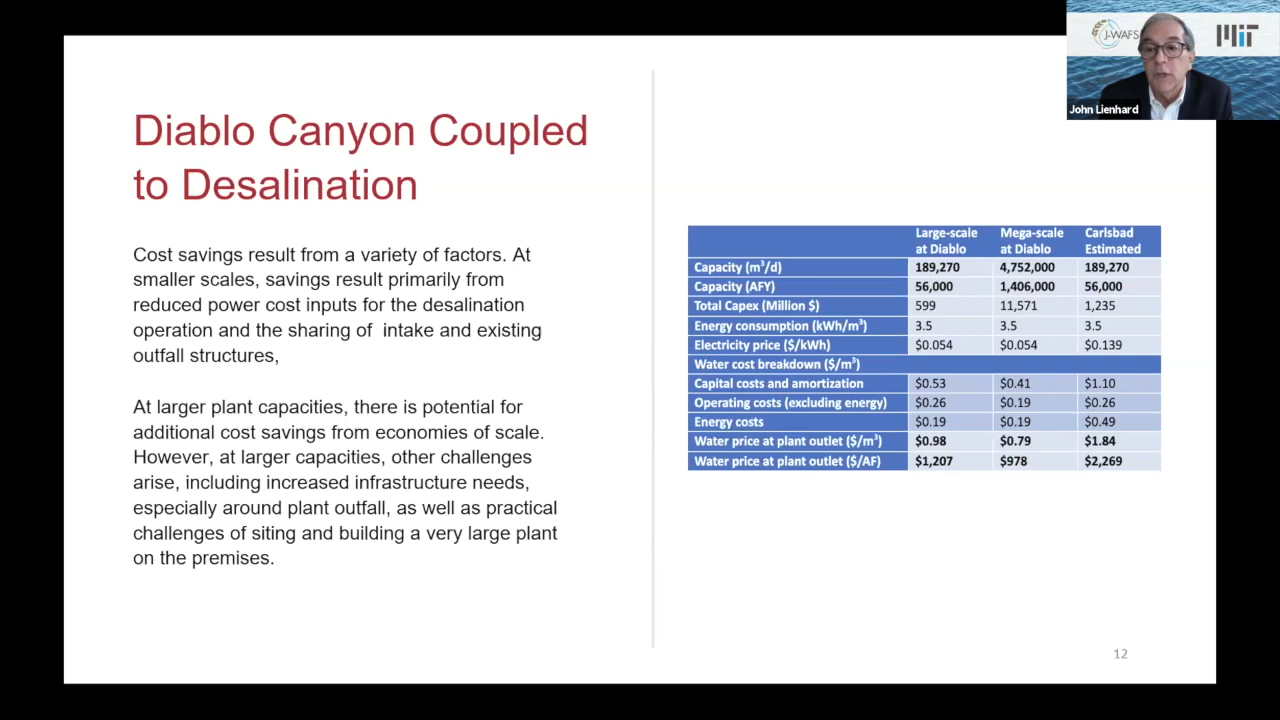 J-WAFS
MIT
John Lienhard
Diablo Canyon Coupled
to Desalination
Cost savings result from a variety of factors. At
smaller scales, savings result primarily from
reduced power cost inputs for the desalination
operation and the sharing of intake and existing
outfall structures,
At larger plant capacities, there is potential for
additional cost savings from economies of scale.
However, at larger capacities, other challenges
arise, including increased infrastructure needs,
especially around plant outfall, as well as practical
challenges of siting and building a very large plant
on the premises.
Large-scale at Diablo Mega-scale at Diablo Carlsbad Estimated
Capacity (m³/d) 189,270 4,752,000 189,270
Capacity (AFY) 56,000 1,406,000 56,000
Total Capex (Million $) 599 11,571 1,235
Energy consumption (kWh/m³) 3.5 3.5 3.5
Electricity price ($/kWh) $0.054 $0.054 $0.139
Water cost breakdown ($/m³)
Capital costs and amortization $0.53 $0.41 $1.10
Operating costs (excluding energy) $0.26 $0.19 $0.26
Energy costs $0.19 $0.19 $0.49
Water price at plant outlet ($/m³) $0.98 $0.79 $1.84
Water price at plant outlet ($/AF) $1,207 $978 $2,269
12